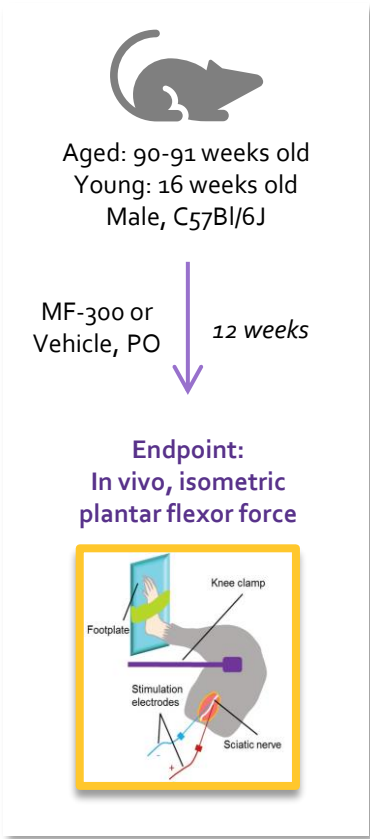 Aged: 90-91 weeks old
Young: 16 weeks old
Male, C57Bl/6J
MF-300 or
Vehicle, PO
12 weeks
Endpoint:
In vivo, isometric
plantar flexor force
Knee clamp
Footplate
Stimulation
electrodes
Sciatic nerve
-
+